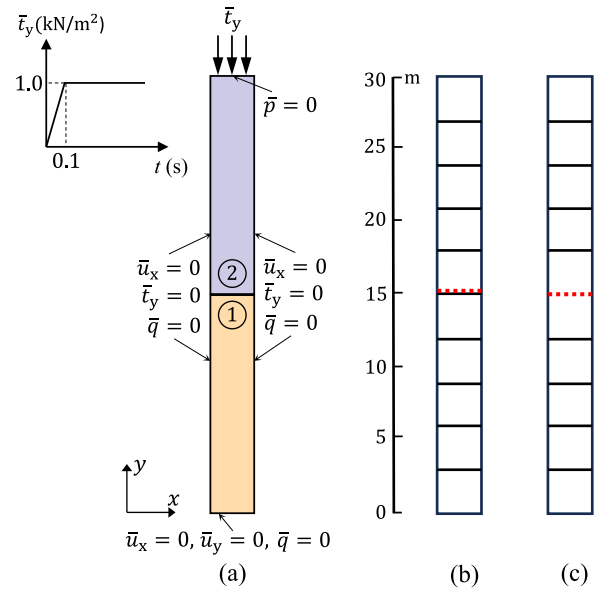 t̄y(kN/m²)
1.0
0.1
t (s)
t̄y
p̄ = 0
ūx = 0
t̄y = 0
q̄ = 0
ūx = 0
t̄y = 0
q̄ = 0
②
①
y
x
ūx = 0, ūy = 0, q̄ = 0
(a)
30 m
25
20
15
10
5
0
(b)
(c)